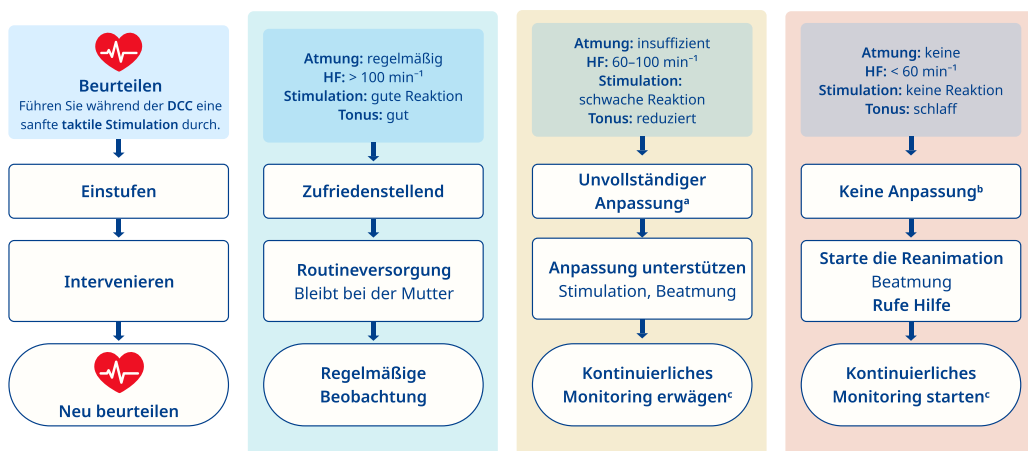 Beurteilen
Führen Sie während der DCC eine
sanfte taktile Stimulation durch.
Einstufen
Intervenieren
Neu beurteilen
Atmung: regelmäßig
HF: > 100 min⁻¹
Stimulation: gute Reaktion
Tonus: gut
Zufriedenstellend
Routineversorgung
Bleibt bei der Mutter
Regelmäßige
Beobachtung
Atmung: insuffizient
HF: 60–100 min⁻¹
Stimulation:
schwache Reaktion
Tonus: reduziert
Unvollständiger
Anpassungᵃ
Anpassung unterstützen
Stimulation, Beatmung
Kontinuierliches
Monitoring erwägenᶜ
Atmung: keine
HF: < 60 min⁻¹
Stimulation: keine Reaktion
Tonus: schlaff
Keine Anpassungᵇ
Starte die Reanimation
Beatmung
Rufe Hilfe
Kontinuierliches
Monitoring startenᶜ